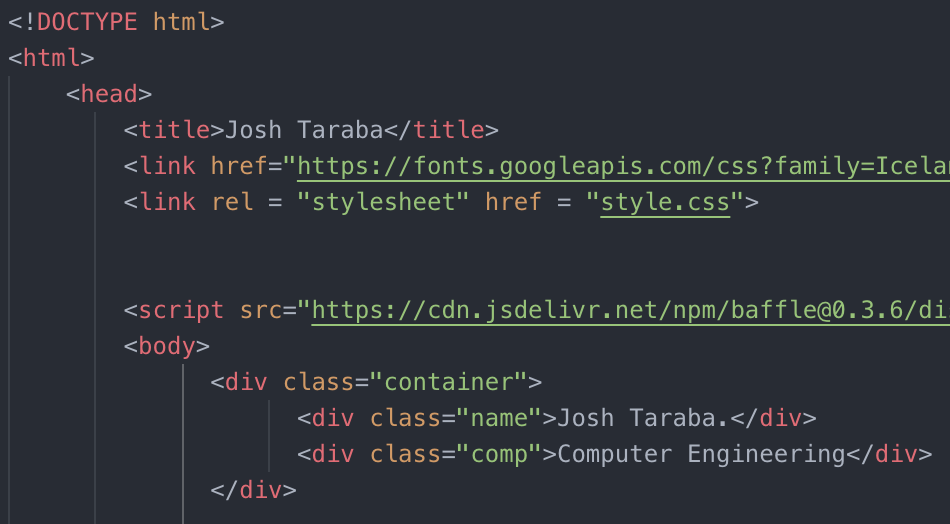 <!DOCTYPE html>
<html>
<head>
<title>Josh Taraba</title>
<link href="https://fonts.googleapis.com/css?family=Icela
<link rel = "stylesheet" href = "style.css">
<script src="https://cdn.jsdelivr.net/npm/baffle@0.3.6/di
<body>
<div class="container">
<div class="name">Josh Taraba.</div>
<div class="comp">Computer Engineering</div>
</div>